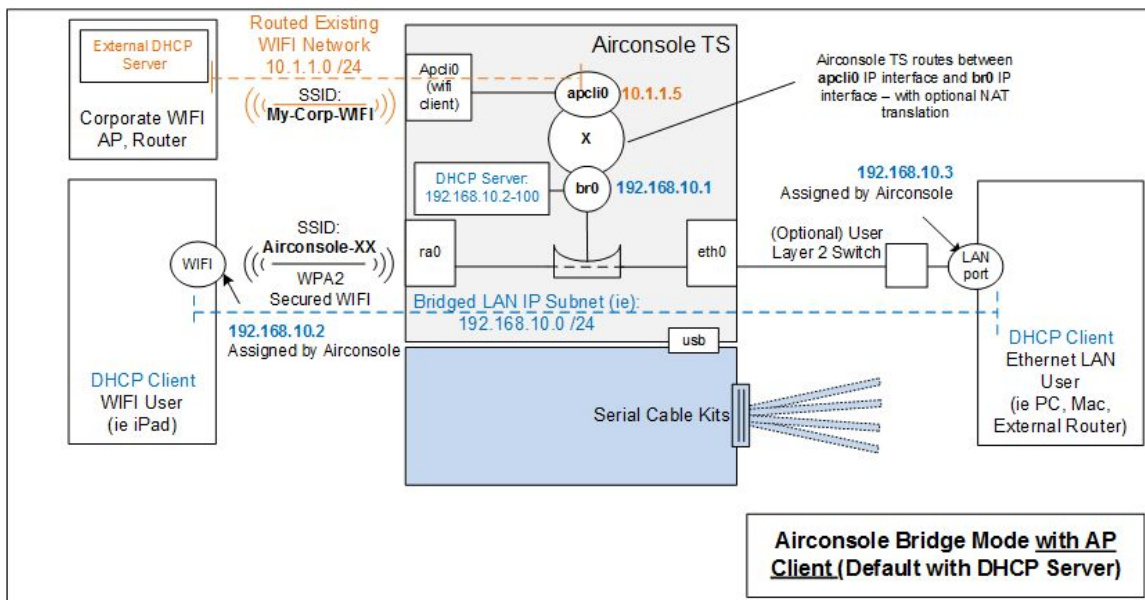 External DHCP
Server
Corporate WIFI
AP, Router
Routed Existing
WIFI Network
10.1.1.0 /24
SSID:
My-Corp-WIFI
Airconsole TS
Apcli0
(wifi
client)
apcli0
10.1.1.5
X
DHCP Server:
192.168.10.2-100
br0
192.168.10.1
Airconsole TS routes between
apcli0 IP interface and br0 IP
interface – with optional NAT
translation
192.168.10.3
Assigned by Airconsole
(Optional) User
Layer 2 Switch
LAN
port
WIFI
SSID:
Airconsole-XX
WPA2
Secured WIFI
ra0
eth0
Bridged LAN IP Subnet (ie):
192.168.10.0 /24
192.168.10.2
Assigned by Airconsole
usb
DHCP Client
WIFI User
(ie iPad)
Serial Cable Kits
DHCP Client
Ethernet LAN
User
(ie PC, Mac,
External Router)
Airconsole Bridge Mode with AP
Client (Default with DHCP Server)